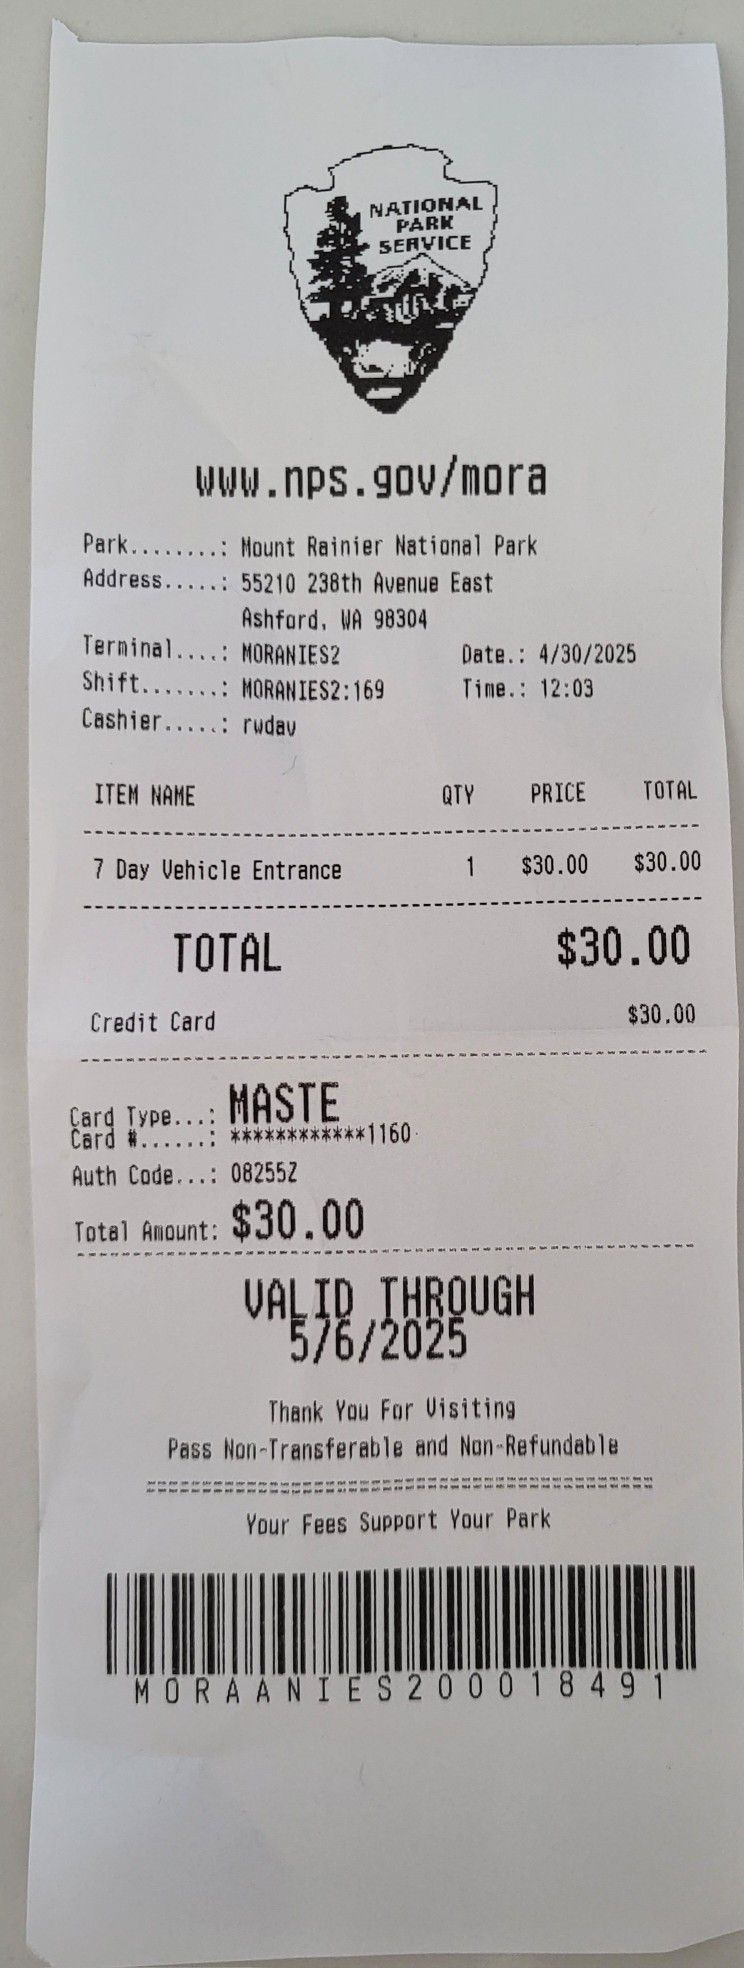 NATIONAL
PARK
SERVICE
www.nps.gov/mora
Park........: Mount Rainier National Park
Address.....: 55210 238th Avenue East
Ashford, WA 98304
Terminal....: MORANIES2 Date.: 4/30/2025
Shift.......: MORANIES2:169 Time.: 12:03
Cashier.....: rwdav
ITEM NAME QTY PRICE TOTAL
7 Day Vehicle Entrance 1 $30.00 $30.00
TOTAL $30.00
Credit Card $30.00
Card Type...: MASTE
Card #......: ************1160
Auth Code...: 08255Z
Total Amount: $30.00
VALID THROUGH
5/6/2025
Thank You For Visiting
Pass Non-Transferable and Non-Refundable
Your Fees Support Your Park
MORAANIES200018491